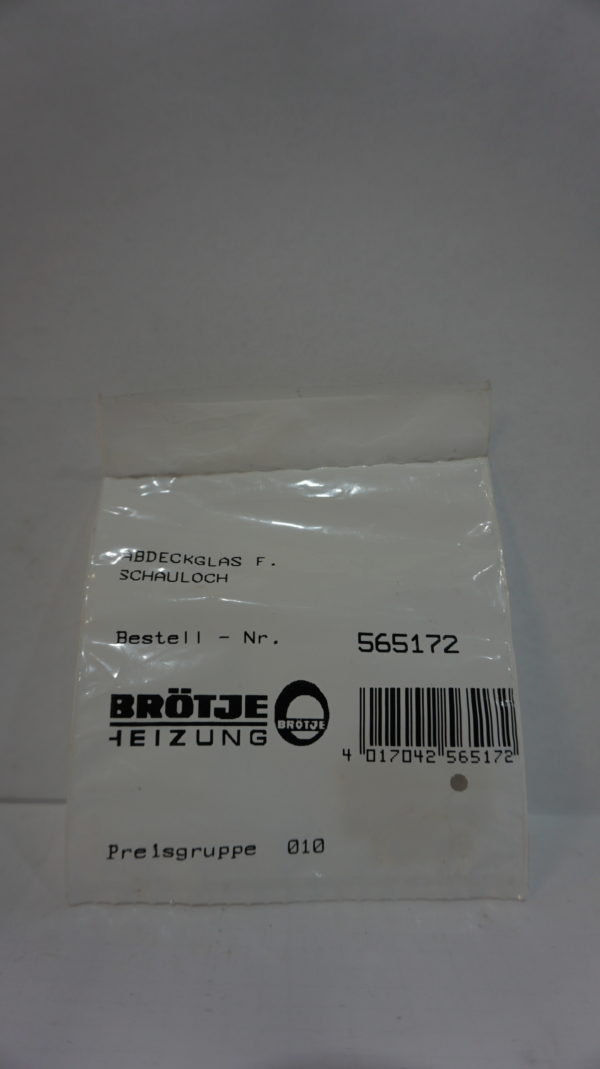 ABDECKGLAS F.
SCHAULOCH
Bestell - Nr. 565172
BRÖTJE
HEIZUNG
BRÖTJE
4 017042 565172
Preisgruppe 010